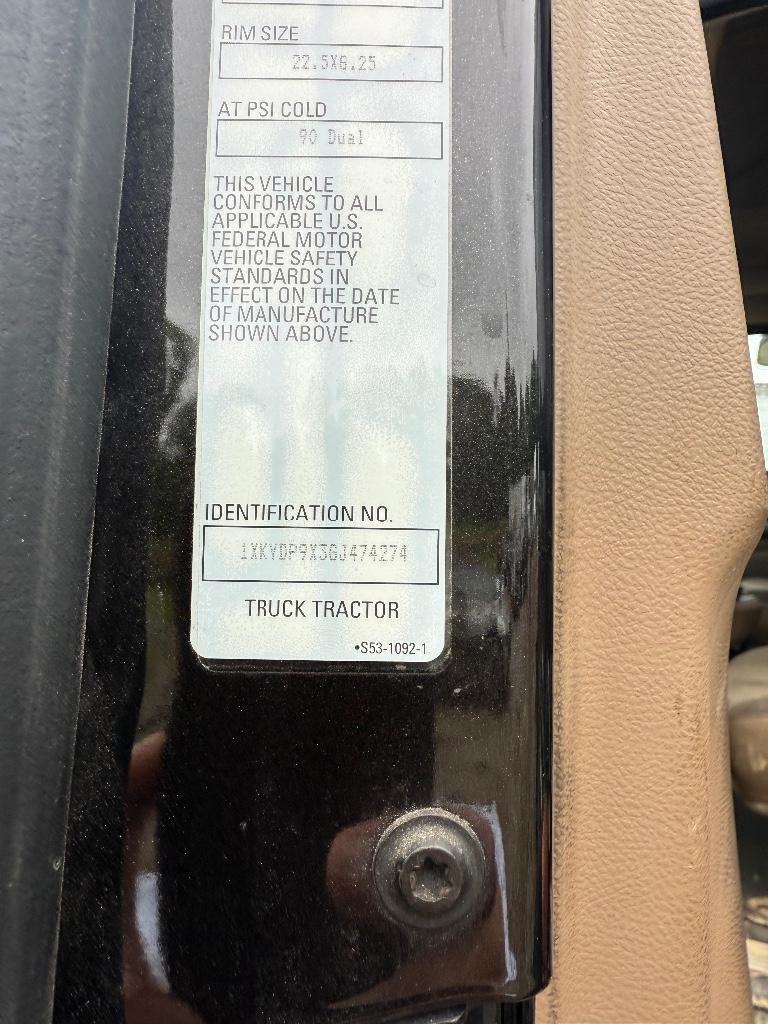 RIM SIZE
22.5X8.25
AT PSI COLD
90 Dual
THIS VEHICLE
CONFORMS TO ALL
APPLICABLE U.S.
FEDERAL MOTOR
VEHICLE SAFETY
STANDARDS IN
EFFECT ON THE DATE
OF MANUFACTURE
SHOWN ABOVE.
IDENTIFICATION NO.
1XKYDP9X3GJ474274
TRUCK TRACTOR
•S53-1092-1